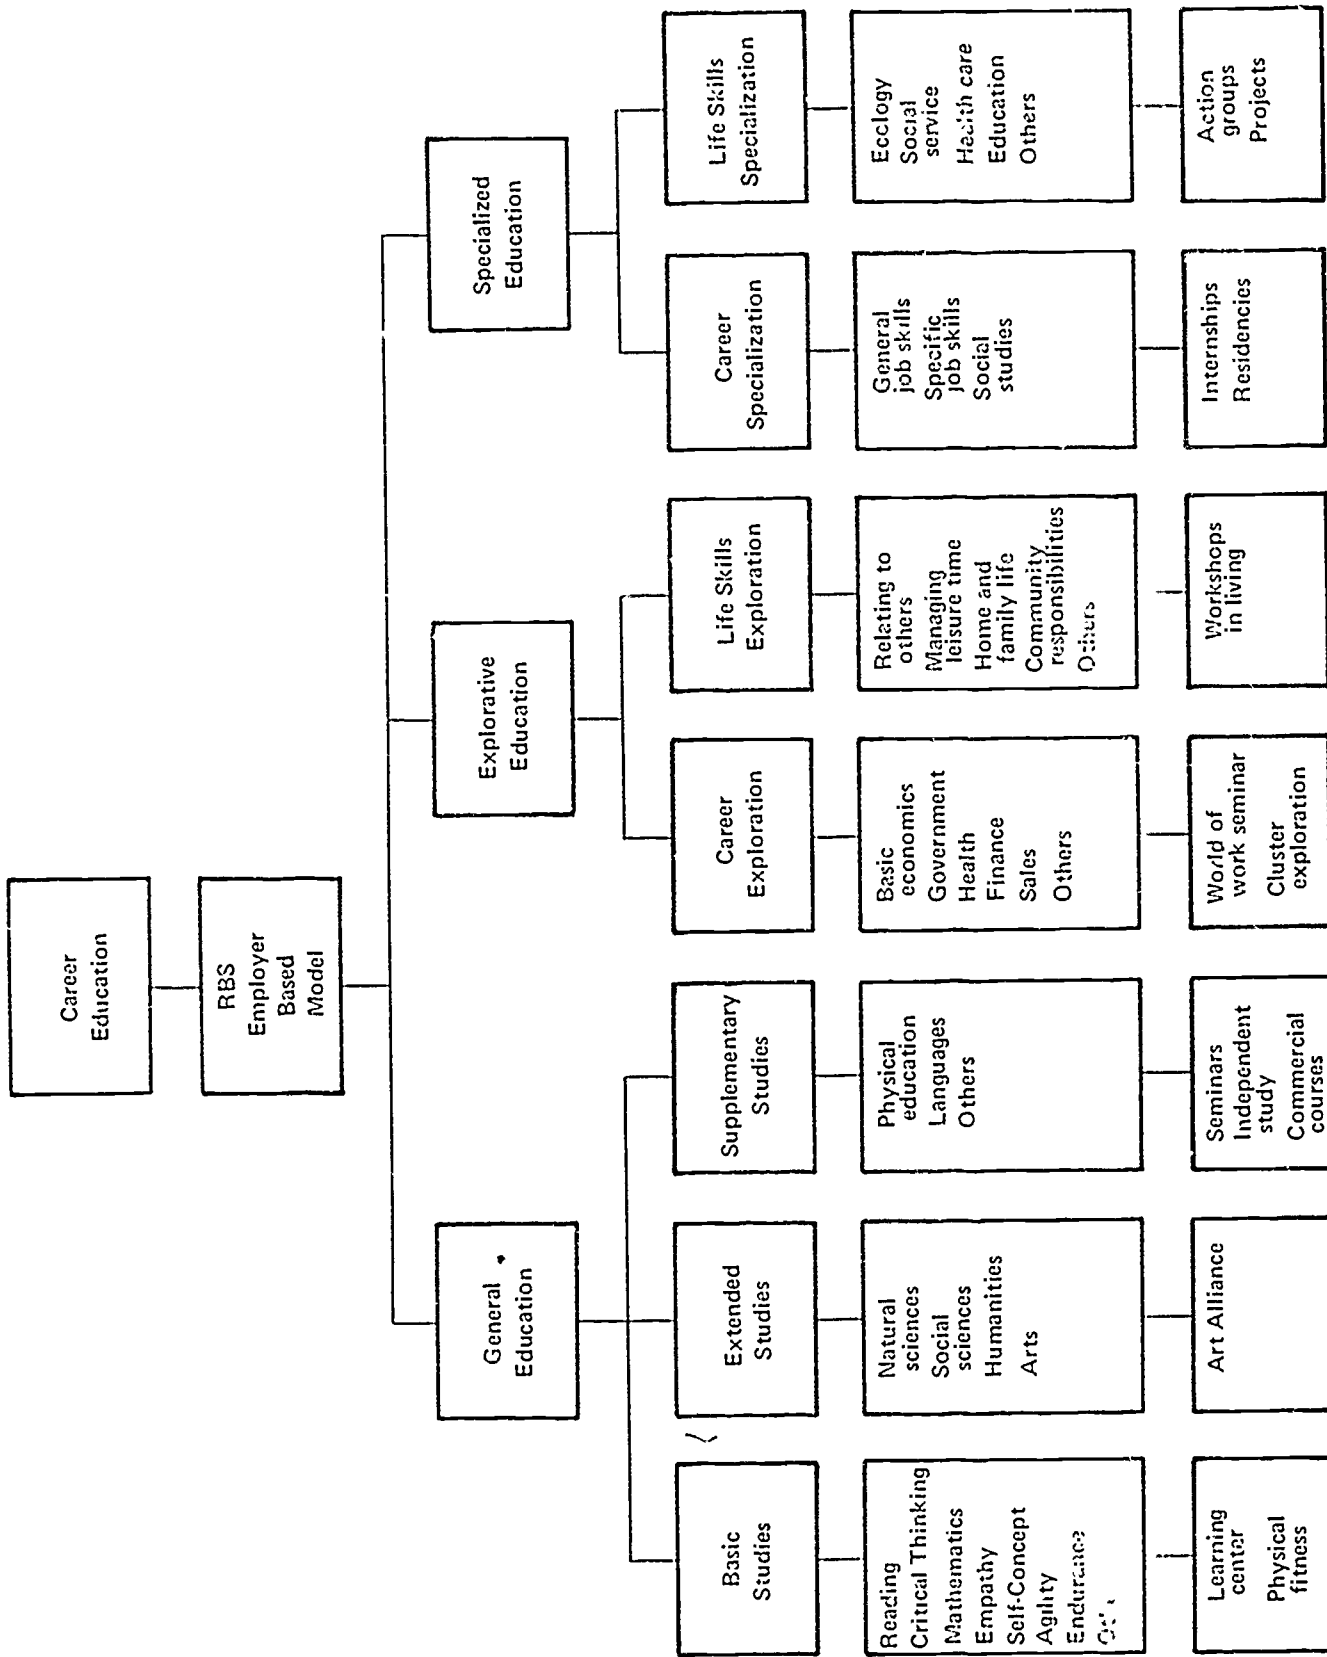 Career
Education
RBS
Employer
Based
Model
General
Education
Explorative
Education
Specialized
Education
Basic
Studies
Extended
Studies
Supplementary
Studies
Career
Exploration
Life Skills
Exploration
Career
Specialization
Life Skills
Specialization
Reading
Critical Thinking
Mathematics
Empathy
Self-Concept
Agility
Endurance
Natural
sciences
Social
sciences
Humanities
Arts
Physical
education
Languages
Others
Basic
economics
Government
Health
Finance
Sales
Others
Relating to
others
Managing
leisure time
Home and
family life
Community
responsibilities
Others
General
job skills
Specific
job skills
Social
studies
Ecology
Social
service
Health care
Education
Others
Learning
center
Physical
fitness
Art Alliance
Seminars
Independent
study
Commercial
courses
World of
work seminar
Cluster
exploration
Workshops
in living
Internships
Residencies
Action
groups
Projects